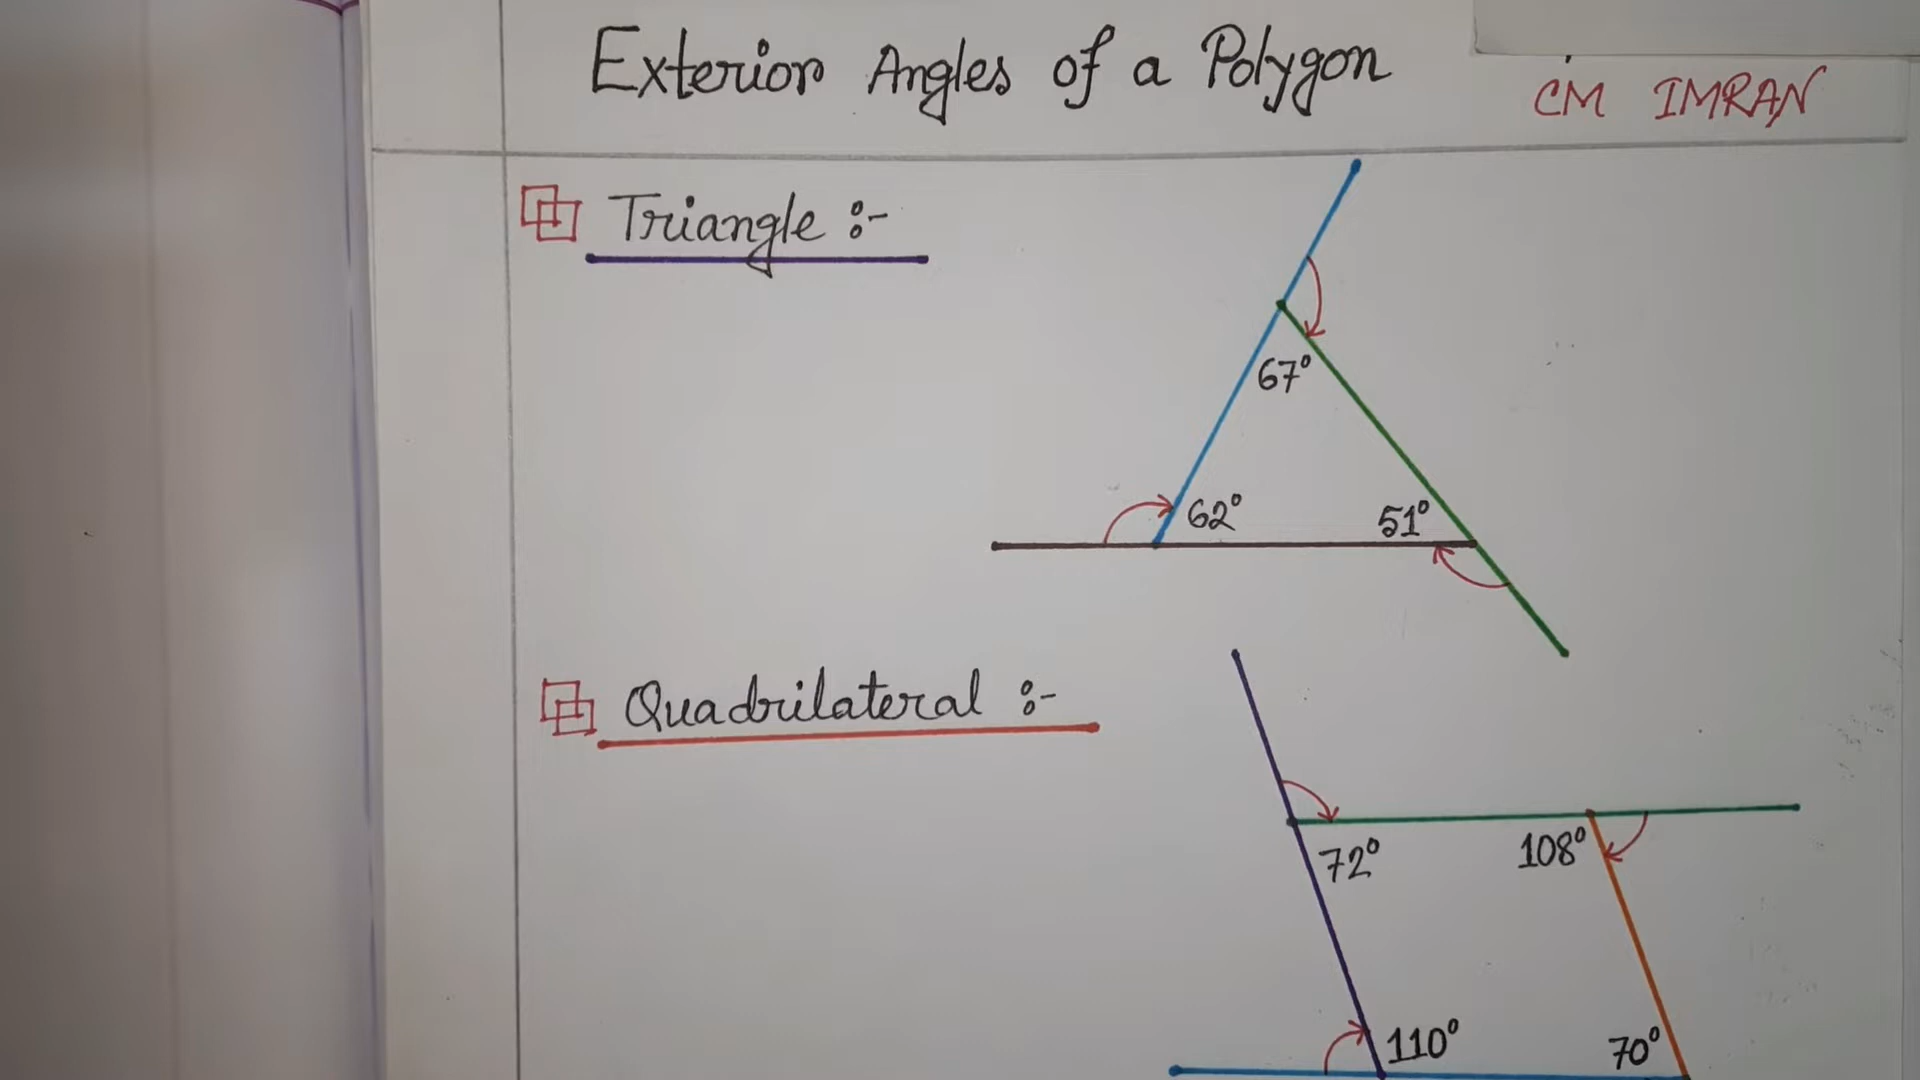 Exterior Angles of a Polygon
CM IMRAN
Triangle :-
67°
62°
51°
Quadrilateral :-
72°
108°
110°
70°